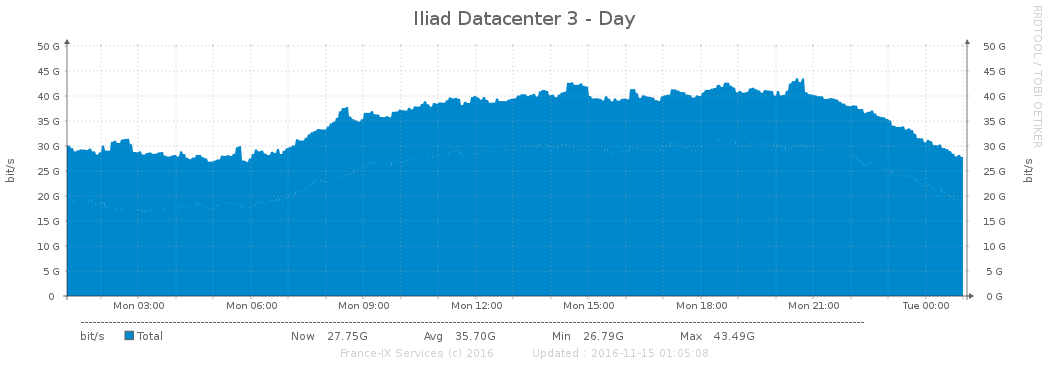 Iliad Datacenter 3 - Day
RRDTOOL / TOBI OETIKER
50 G 50 G
45 G 45 G
40 G 40 G
35 G 35 G
30 G 30 G
25 G 25 G
20 G 20 G
15 G 15 G
10 G 10 G
5 G 5 G
0 0 G
bit/s bit/s
Mon 03:00 Mon 06:00 Mon 09:00 Mon 12:00 Mon 15:00 Mon 18:00 Mon 21:00 Tue 00:00
bit/s Total Now 27.75G Avg 35.70G Min 26.79G Max 43.49G
France-IX Services (c) 2016 Updated : 2016-11-15 01:05:08